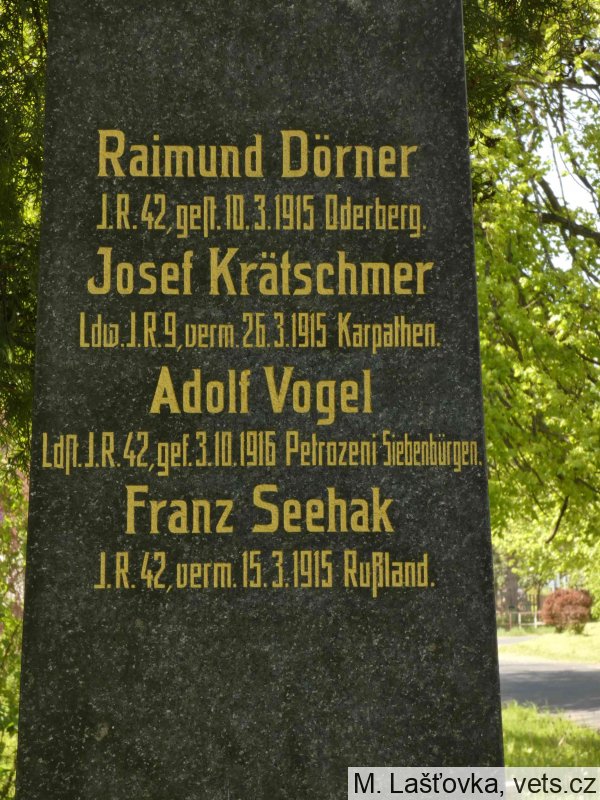 Raimund Dörner
J.R. 42, gest. 10.3.1915 Oderberg.
Josef Krätschmer
Ldw. J.R.9, verm. 26.3.1915 Karpathen.
Adolf Vogel
Ldst. J.R. 42, gef. 3.10.1916 Petrozeni Siebenbürgen.
Franz Seehak
J.R. 42, verm. 15.3.1915 Rußland.
M. Lašťovka, vets.cz